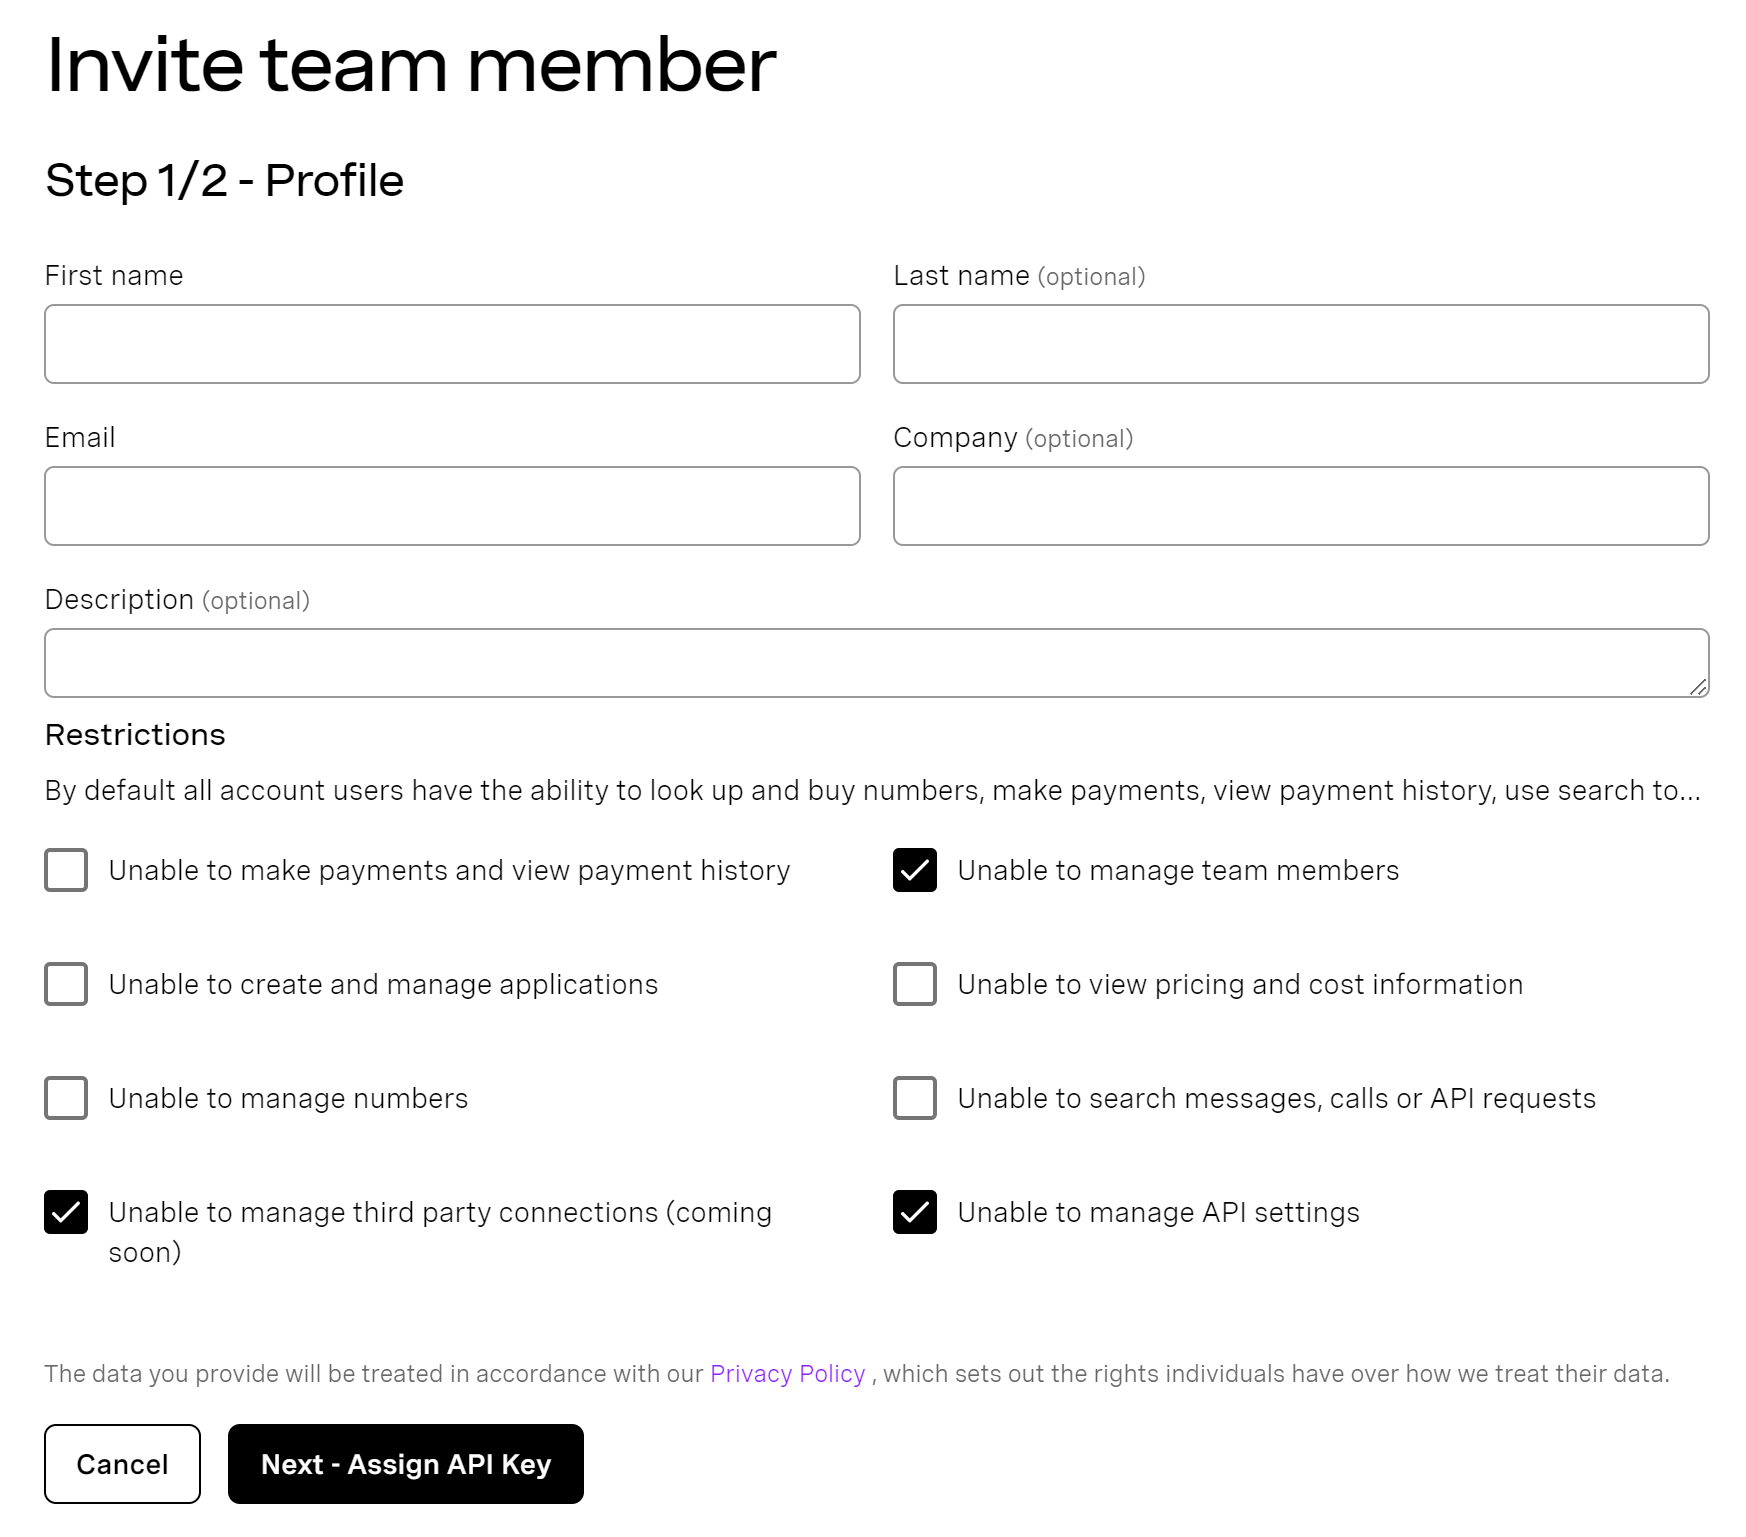 Invite team member
Step 1/2 - Profile
First name
Last name (optional)
Email
Company (optional)
Description (optional)
Restrictions
By default all account users have the ability to look up and buy numbers, make payments, view payment history, use search to...
Unable to make payments and view payment history
Unable to manage team members
Unable to create and manage applications
Unable to view pricing and cost information
Unable to manage numbers
Unable to search messages, calls or API requests
Unable to manage third party connections (coming
soon)
Unable to manage API settings
The data you provide will be treated in accordance with our Privacy Policy , which sets out the rights individuals have over how we treat their data.
Cancel
Next - Assign API Key